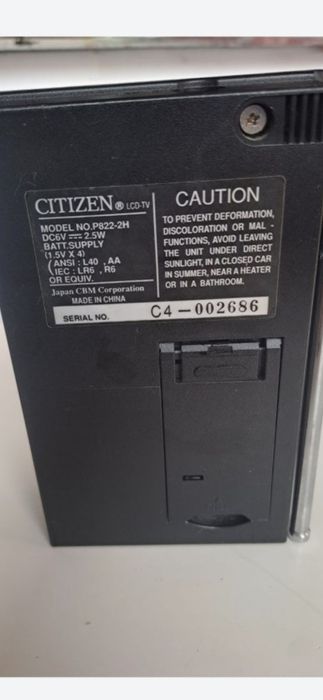 CITIZEN® LCD-TV
MODEL NO.P822-2H
DC6V ⎓ 2.5W
BATT.SUPPLY
(1.5V X 4)
(ANSI : L40 , AA
IEC : LR6 , R6)
OR EQUIV.
Japan CBM Corporation
MADE IN CHINA
CAUTION
TO PREVENT DEFORMATION,
DISCOLORATION OR MAL -
FUNCTIONS, AVOID LEAVING
THE UNIT UNDER DIRECT
SUNLIGHT, IN A CLOSED CAR
IN SUMMER, NEAR A HEATER
OR IN A BATHROOM.
SERIAL NO. C4-002686